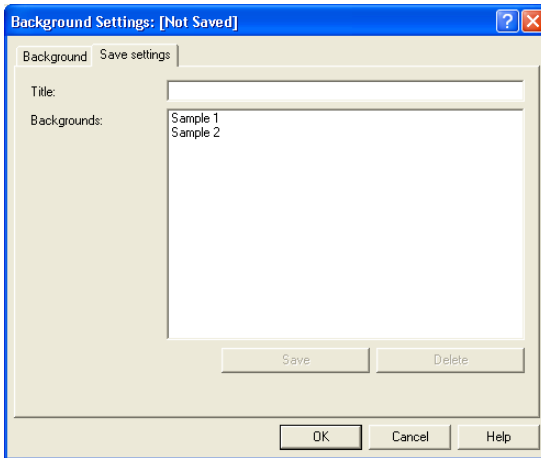 Background Settings: [Not Saved]
Background Save settings
Title:
Backgrounds:
Sample 1
Sample 2
Save Delete
OK Cancel Help